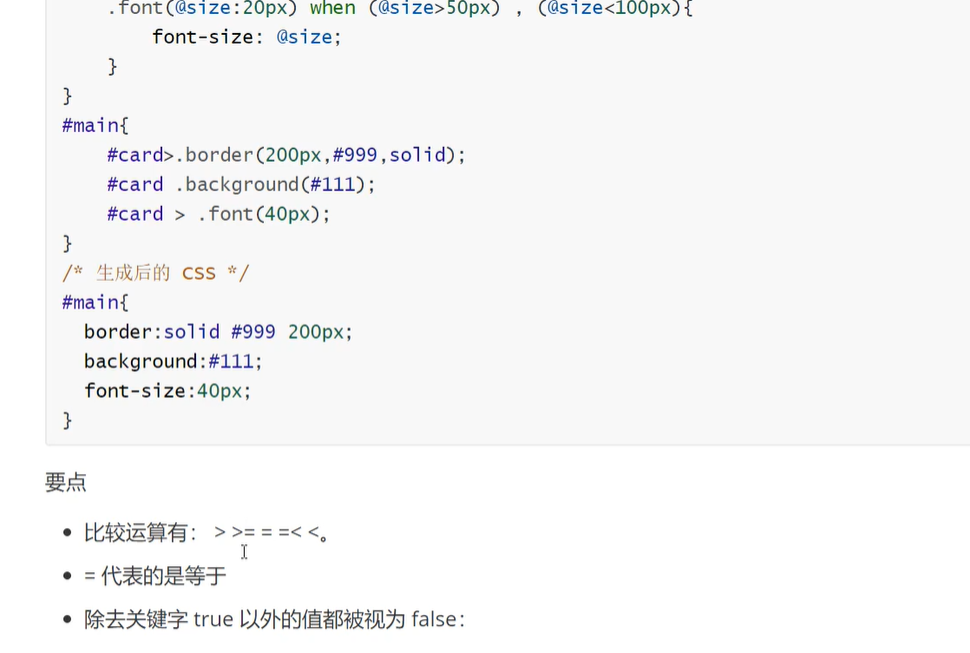 .font(@size:20px) when (@size>50px) , (@size<100px){
font-size: @size;
}
}
#main{
#card>.border(200px,#999,solid);
#card .background(#111);
#card > .font(40px);
}
/* 生成后的 CSS */
#main{
border:solid #999 200px;
background:#111;
font-size:40px;
}
要点
• 比较运算有： > >= = =< <。
• = 代表的是等于
• 除去关键字 true 以外的值都被视为 false：